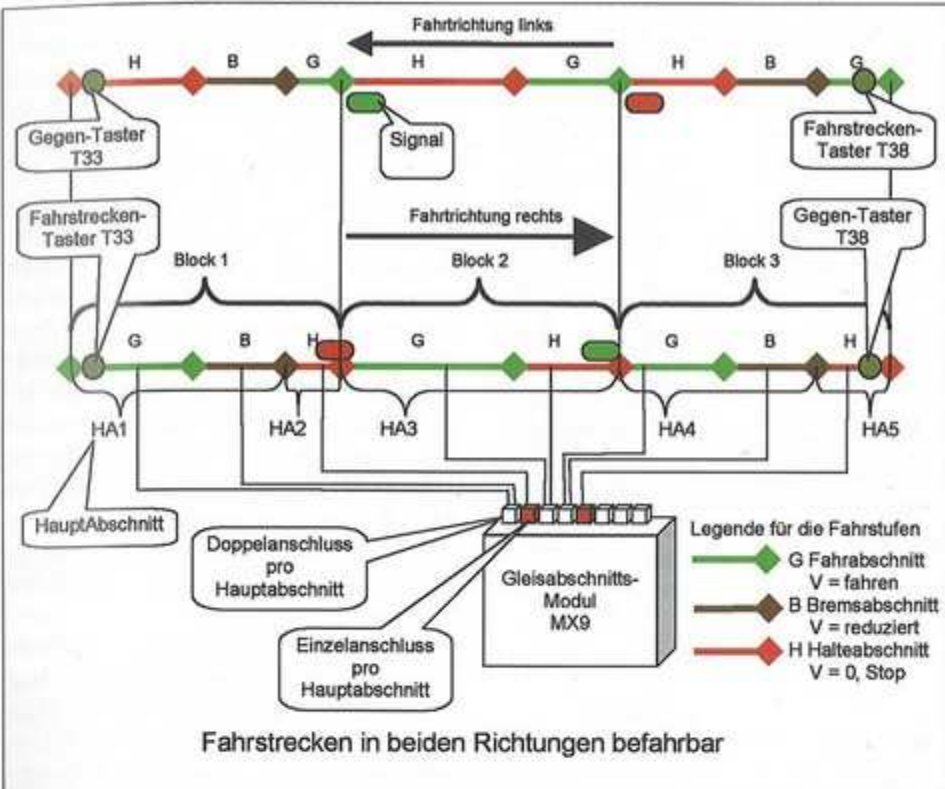 Fahrtrichtung links
H B G H G H B G
Gegen-Taster
T33
Signal
Fahrstrecken-
Taster T38
Fahrstrecken-
Taster T33
Fahrtrichtung rechts
Gegen-Taster
T38
Block 1
Block 2
Block 3
G B H G H G B H
HA1
HA2
HA3
HA4
HA5
HauptAbschnitt
Doppelanschluss
pro
Hauptabschnitt
Einzelanschluss
pro
Hauptabschnitt
Gleisabschnitts-
Modul
MX9
Legende für die Fahrstufen
G Fahrabschnitt
V = fahren
B Bremsabschnitt
V = reduziert
H Halteabschnitt
V = 0, Stop
Fahrstrecken in beiden Richtungen befahrbar